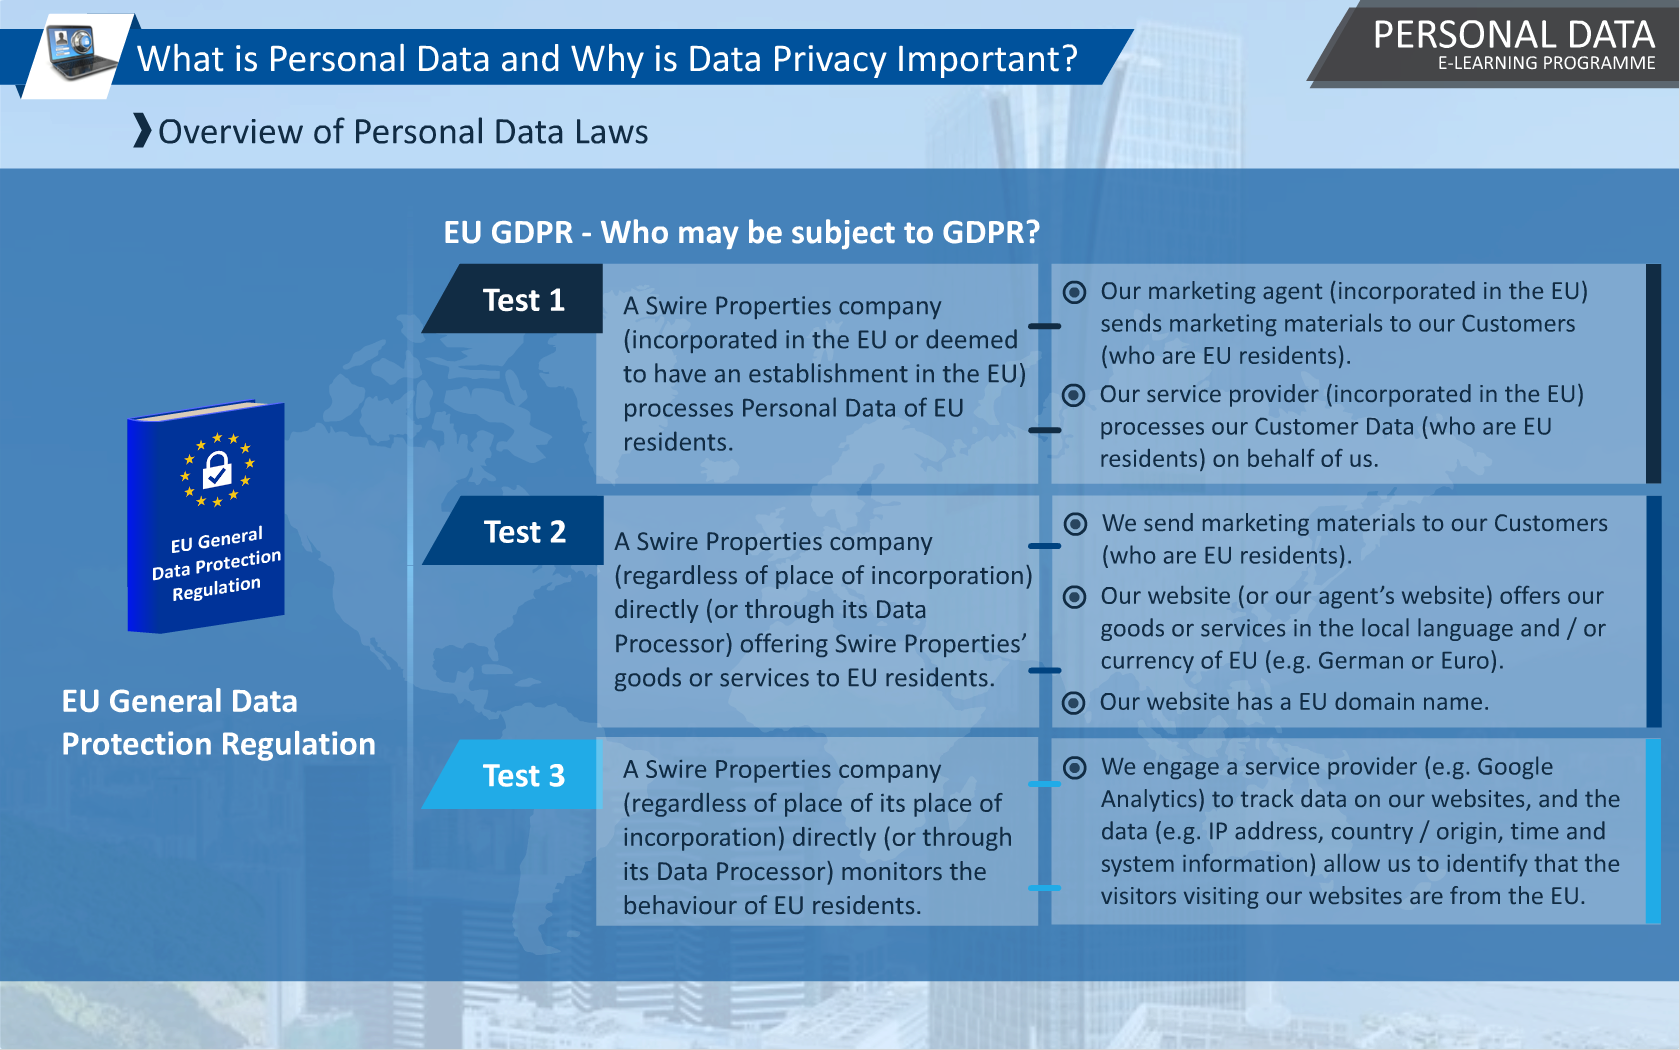 What is Personal Data and Why is Data Privacy Important?
PERSONAL DATA
E-LEARNING PROGRAMME
Overview of Personal Data Laws
EU GDPR - Who may be subject to GDPR?
Test 1
A Swire Properties company
(incorporated in the EU or deemed
to have an establishment in the EU)
processes Personal Data of EU
residents.
Our marketing agent (incorporated in the EU)
sends marketing materials to our Customers
(who are EU residents).
Our service provider (incorporated in the EU)
processes our Customer Data (who are EU
residents) on behalf of us.
Test 2
A Swire Properties company
(regardless of place of incorporation)
directly (or through its Data
Processor) offering Swire Properties’
goods or services to EU residents.
We send marketing materials to our Customers
(who are EU residents).
Our website (or our agent’s website) offers our
goods or services in the local language and / or
currency of EU (e.g. German or Euro).
Our website has a EU domain name.
Test 3
A Swire Properties company
(regardless of place of its place of
incorporation) directly (or through
its Data Processor) monitors the
behaviour of EU residents.
We engage a service provider (e.g. Google
Analytics) to track data on our websites, and the
data (e.g. IP address, country / origin, time and
system information) allow us to identify that the
visitors visiting our websites are from the EU.
EU General
Data Protection
Regulation
EU General Data
Protection Regulation